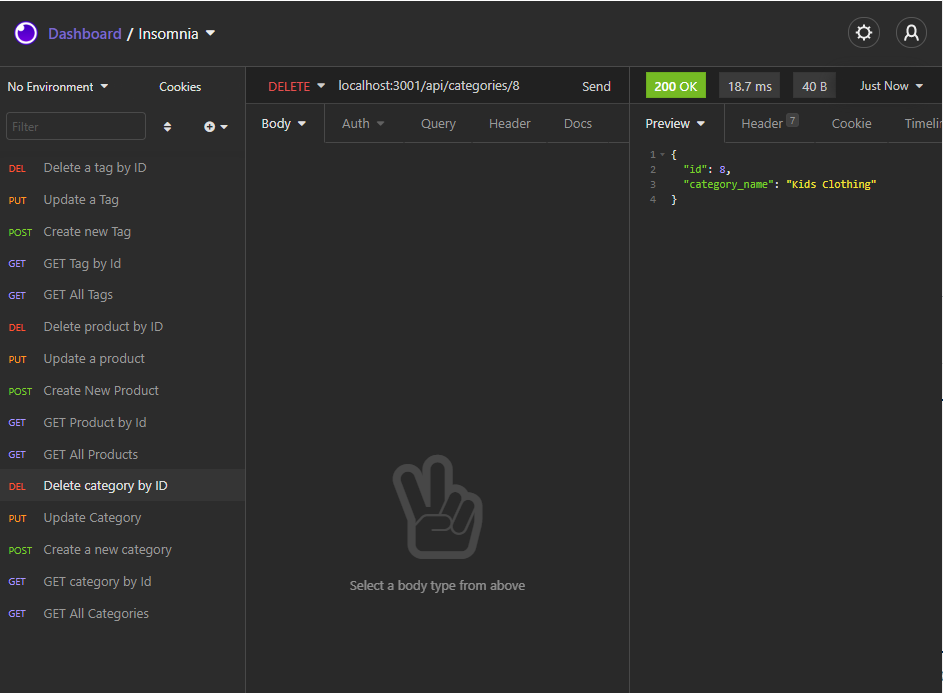 Dashboard / Insomnia
No Environment
Cookies
Filter
DEL Delete a tag by ID
PUT Update a Tag
POST Create new Tag
GET GET Tag by Id
GET GET All Tags
DEL Delete product by ID
PUT Update a product
POST Create New Product
GET GET Product by Id
GET GET All Products
DEL Delete category by ID
PUT Update Category
POST Create a new category
GET GET category by Id
GET GET All Categories
DELETE localhost:3001/api/categories/8 Send
Body Auth Query Header Docs
Select a body type from above
200 OK 18.7 ms 40 B Just Now
Preview Header 7 Cookie Timeli
1 {
2 "id": 8,
3 "category_name": "Kids Clothing"
4 }